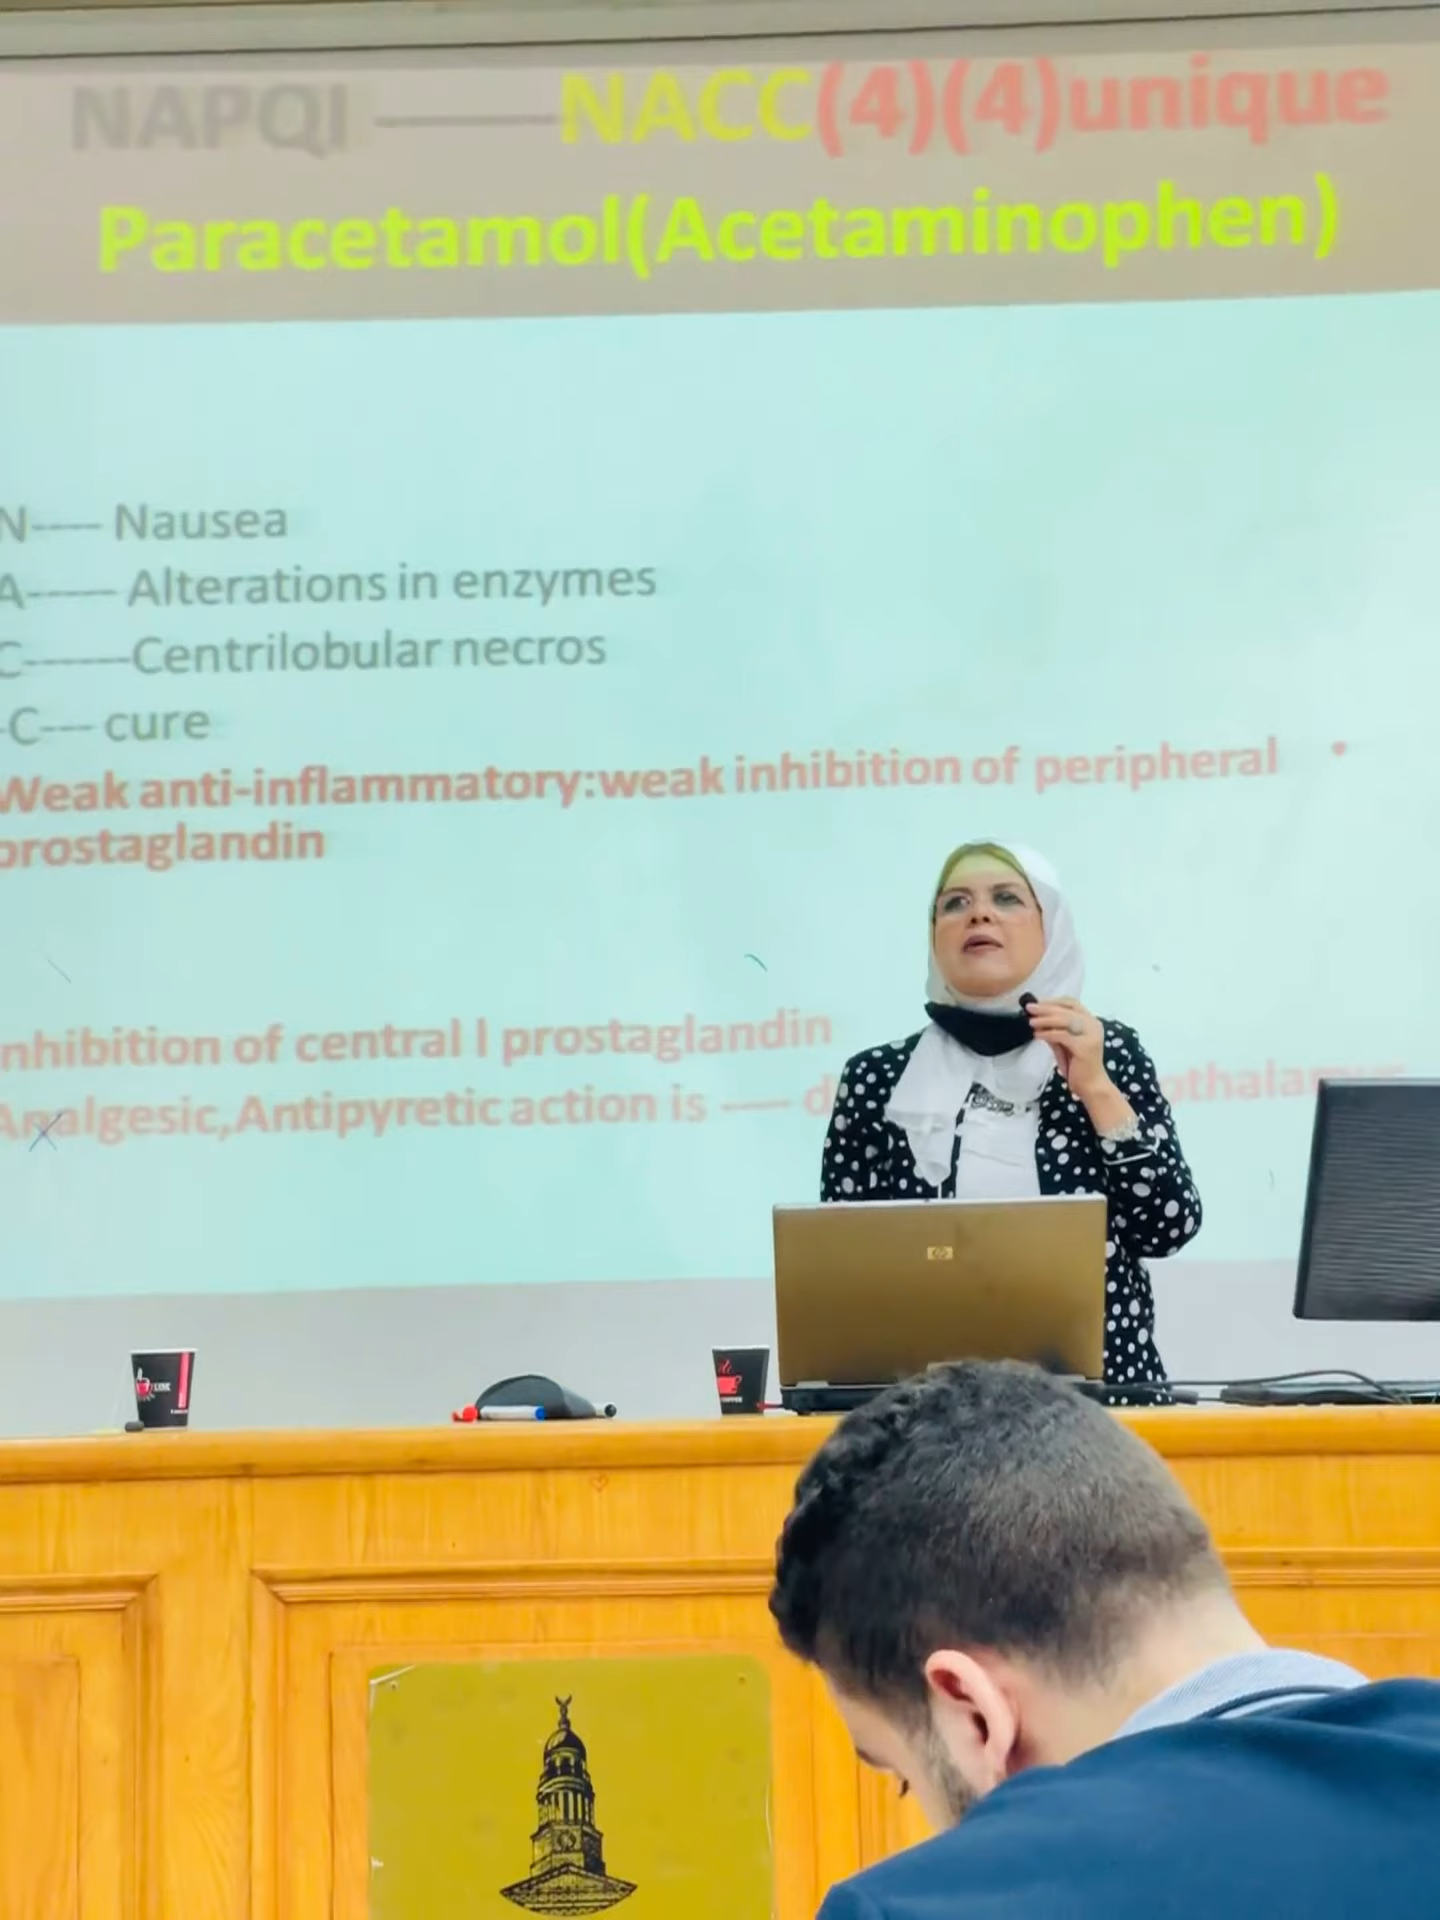 NAPQI ——NACC(4)(4)unique
Paracetamol(Acetaminophen)
N---- Nausea
A----- Alterations in enzymes
C------Centrilobular necros
-C--- cure
Weak anti-inflammatory:weak inhibition of peripheral •
prostaglandin
nhibition of central l prostaglandin
Analgesic,Antipyretic action is ---
hp